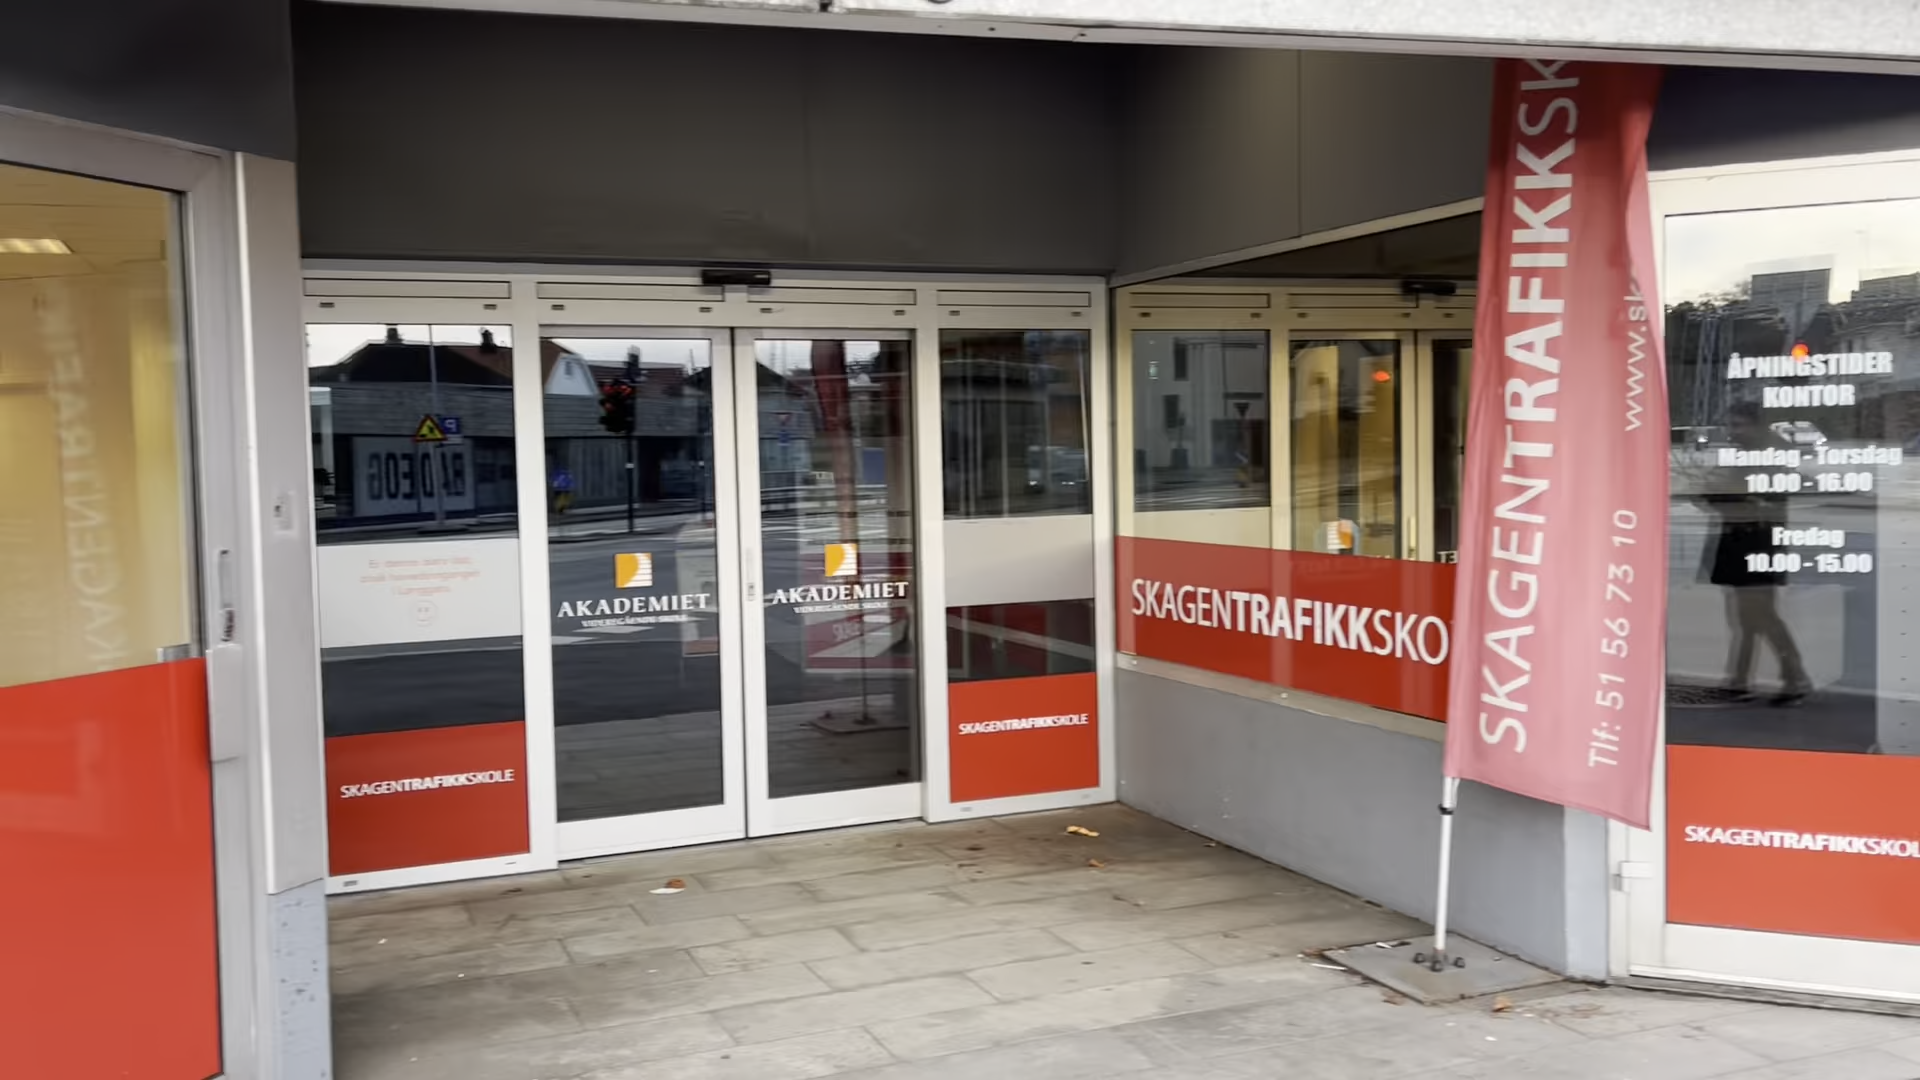 SKAGENTRAFIKK
AKADEMIET
VIDEREGÅENDE SKOLE
AKADEMIET
VIDEREGÅENDE SKOLE
SKAGENTRAFIKKSKOLE
SKAGENTRAFIKKSKOLE
SKAGENTRAFIKKSKO
SKAGENTRAFIKKSK
www.sk
Tlf: 51 56 73 10
ÅPNINGSTIDER
KONTOR
Mandag - Torsdag
10.00 - 16.00
Fredag
10.00 - 15.00
SKAGENTRAFIKKSKOL